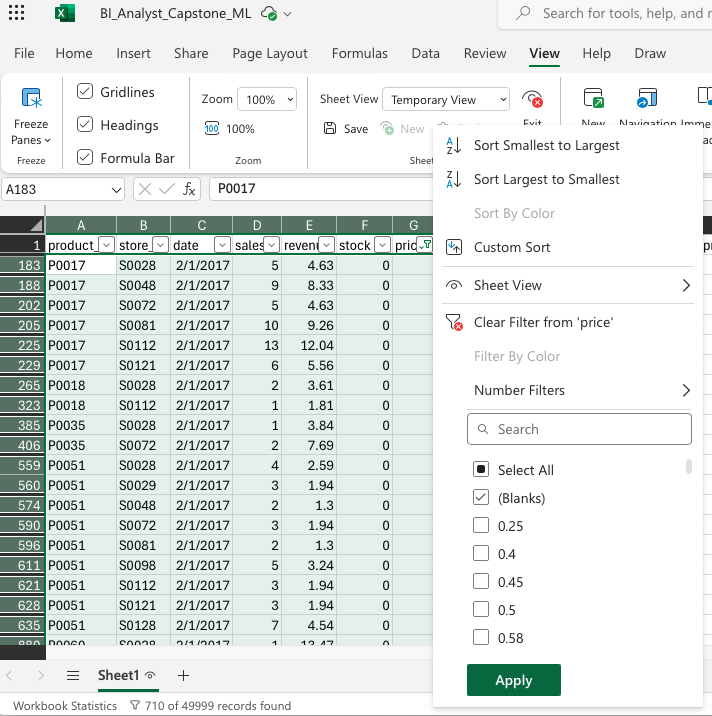 BI_Analyst_Capstone_ML
Search for tools, help, and
File Home Insert Share Page Layout Formulas Data Review View Help Draw
Freeze Panes
Freeze
Gridlines
Headings
Formula Bar
Zoom 100%
100%
Zoom
Sheet View Temporary View
Save New
Exit
Sheet
New Navigation Imme
A183 fx P0017
A B C D E F G
1 product_ store_ date sales reven stock pric
183 P0017 S0028 2/1/2017 5 4.63 0
188 P0017 S0048 2/1/2017 9 8.33 0
202 P0017 S0072 2/1/2017 5 4.63 0
205 P0017 S0081 2/1/2017 10 9.26 0
225 P0017 S0112 2/1/2017 13 12.04 0
229 P0017 S0121 2/1/2017 6 5.56 0
265 P0018 S0028 2/1/2017 2 3.61 0
323 P0018 S0112 2/1/2017 1 1.81 0
385 P0035 S0028 2/1/2017 1 3.84 0
406 P0035 S0072 2/1/2017 2 7.69 0
559 P0051 S0028 2/1/2017 4 2.59 0
560 P0051 S0029 2/1/2017 3 1.94 0
574 P0051 S0048 2/1/2017 2 1.3 0
590 P0051 S0072 2/1/2017 3 1.94 0
596 P0051 S0081 2/1/2017 2 1.3 0
611 P0051 S0098 2/1/2017 5 3.24 0
621 P0051 S0112 2/1/2017 3 1.94 0
628 P0051 S0121 2/1/2017 3 1.94 0
635 P0051 S0128 2/1/2017 7 4.54 0
Sort Smallest to Largest
Sort Largest to Smallest
Sort By Color
Custom Sort
Sheet View
Clear Filter from 'price'
Filter By Color
Number Filters
Search
Select All
(Blanks)
0.25
0.4
0.45
0.5
0.58
Apply
Sheet1
Workbook Statistics 710 of 49999 records found